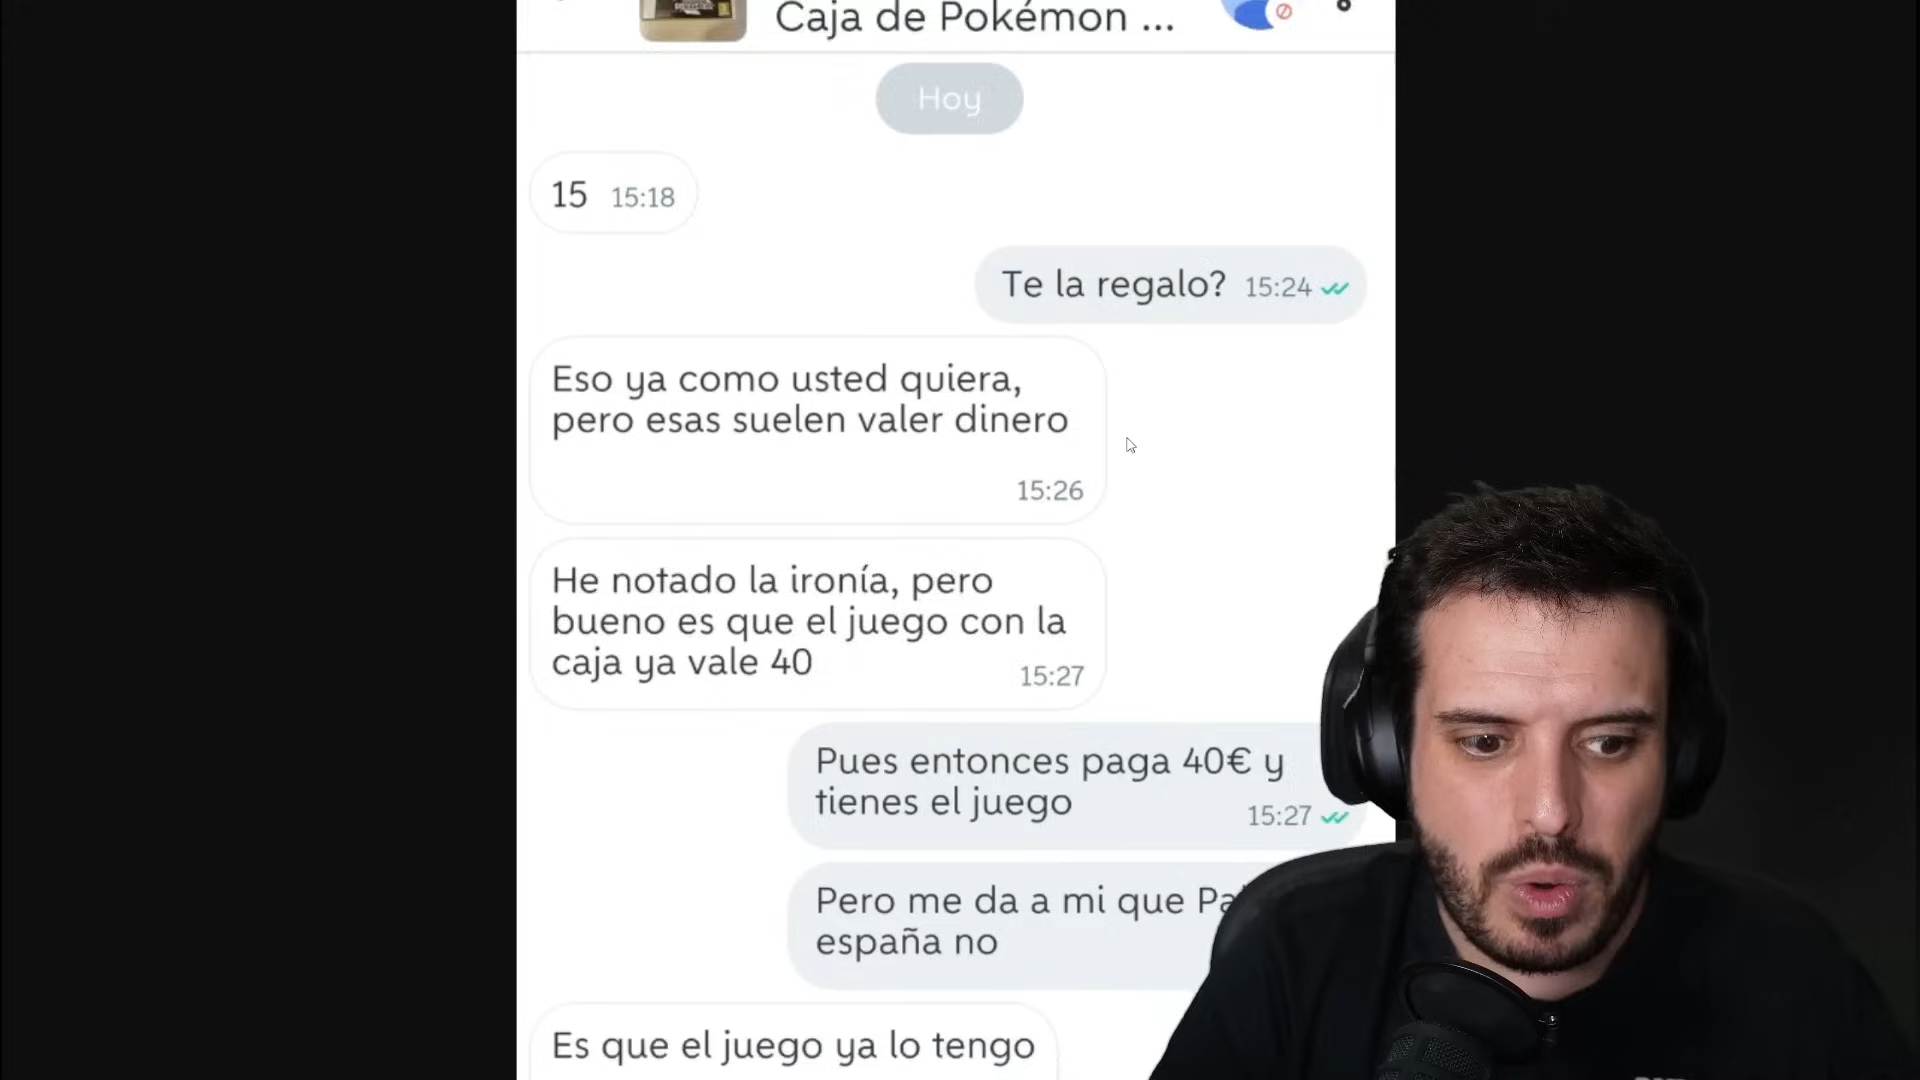 Caja de Pokémon ...
Hoy
15 15:18
Te la regalo? 15:24
Eso ya como usted quiera,
pero esas suelen valer dinero
15:26
He notado la ironía, pero
bueno es que el juego con la
caja ya vale 40
15:27
Pues entonces paga 40€ y
tienes el juego
15:27
Pero me da a mi que
españa no
Es que el juego ya lo tengo